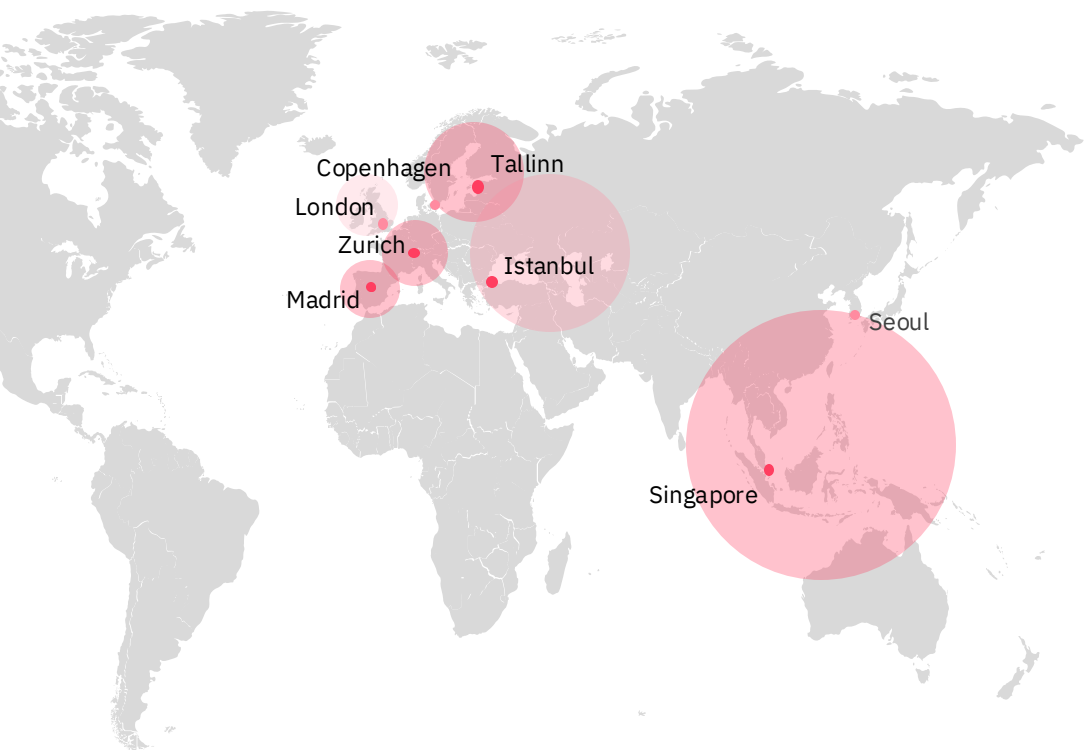 Copenhagen
Tallinn
London
Zurich
Istanbul
Madrid
Seoul
Singapore